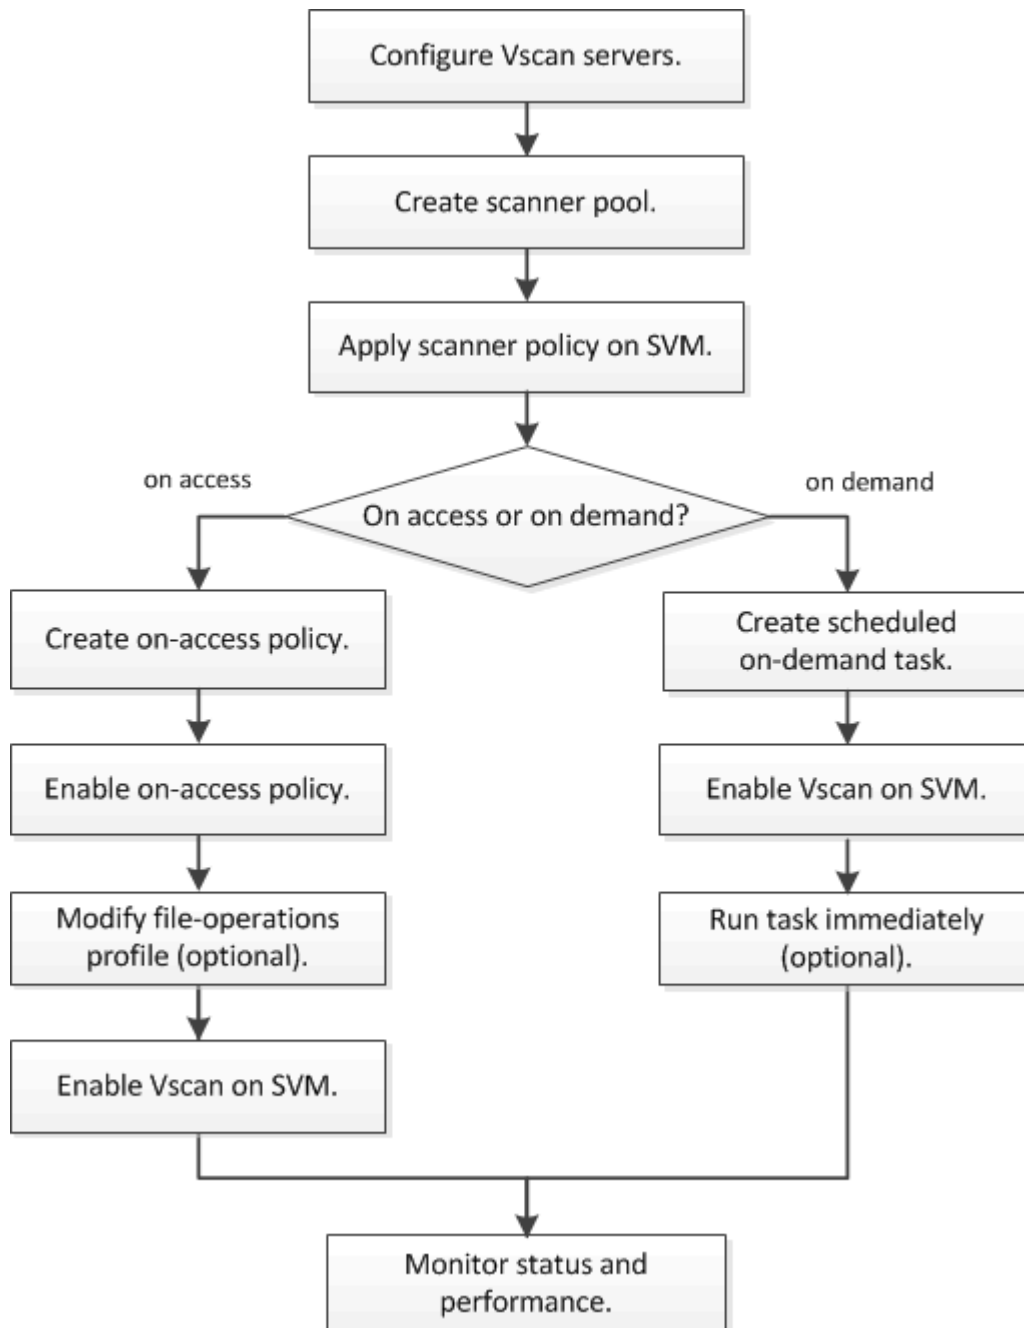 Configure Vscan servers.
Create scanner pool.
Apply scanner policy on SVM.
on access
on demand
On access or on demand?
Create on-access policy.
Create scheduled
on-demand task.
Enable on-access policy.
Enable Vscan on SVM.
Modify file-operations
profile (optional).
Run task immediately
(optional).
Enable Vscan on SVM.
Monitor status and
performance.